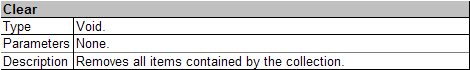 Clear
Type Void.
Parameters None.
Description Removes all items contained by the collection.